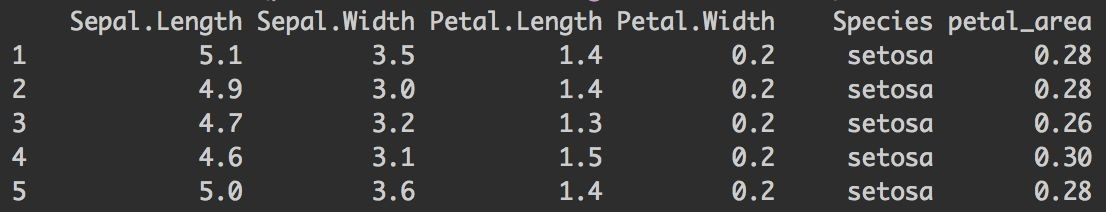 Sepal.Length Sepal.Width Petal.Length Petal.Width Species petal_area
1 5.1 3.5 1.4 0.2 setosa 0.28
2 4.9 3.0 1.4 0.2 setosa 0.28
3 4.7 3.2 1.3 0.2 setosa 0.26
4 4.6 3.1 1.5 0.2 setosa 0.30
5 5.0 3.6 1.4 0.2 setosa 0.28